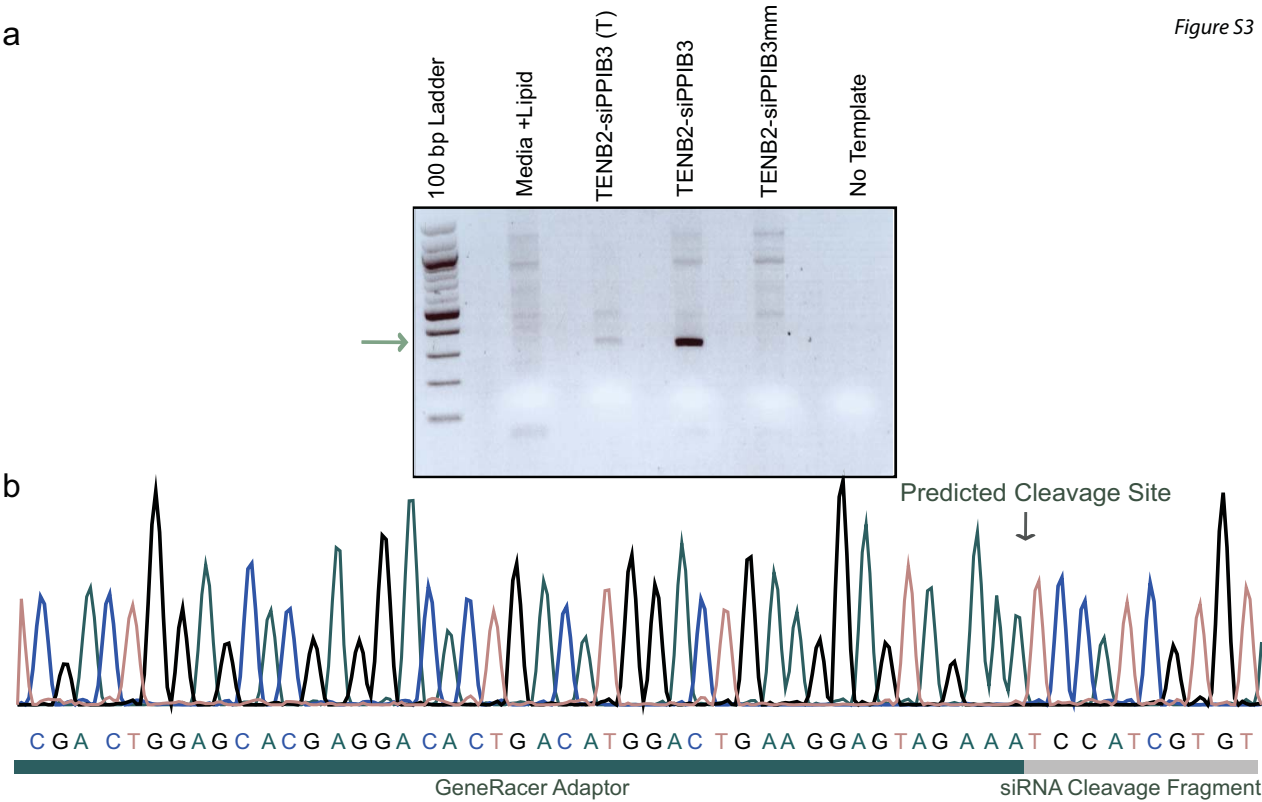 Figure S3
a
100 bp Ladder
Media +Lipid
TENB2-siPPIB3 (T)
TENB2-siPPIB3
TENB2-siPPIB3mm
No Template
b
Predicted Cleavage Site
C G A C T G G A G C A C G A G G A C A C T G A C A T G G A C T G A A G G A G T A G A A A T C C A T C G T G T
GeneRacer Adaptor
siRNA Cleavage Fragment